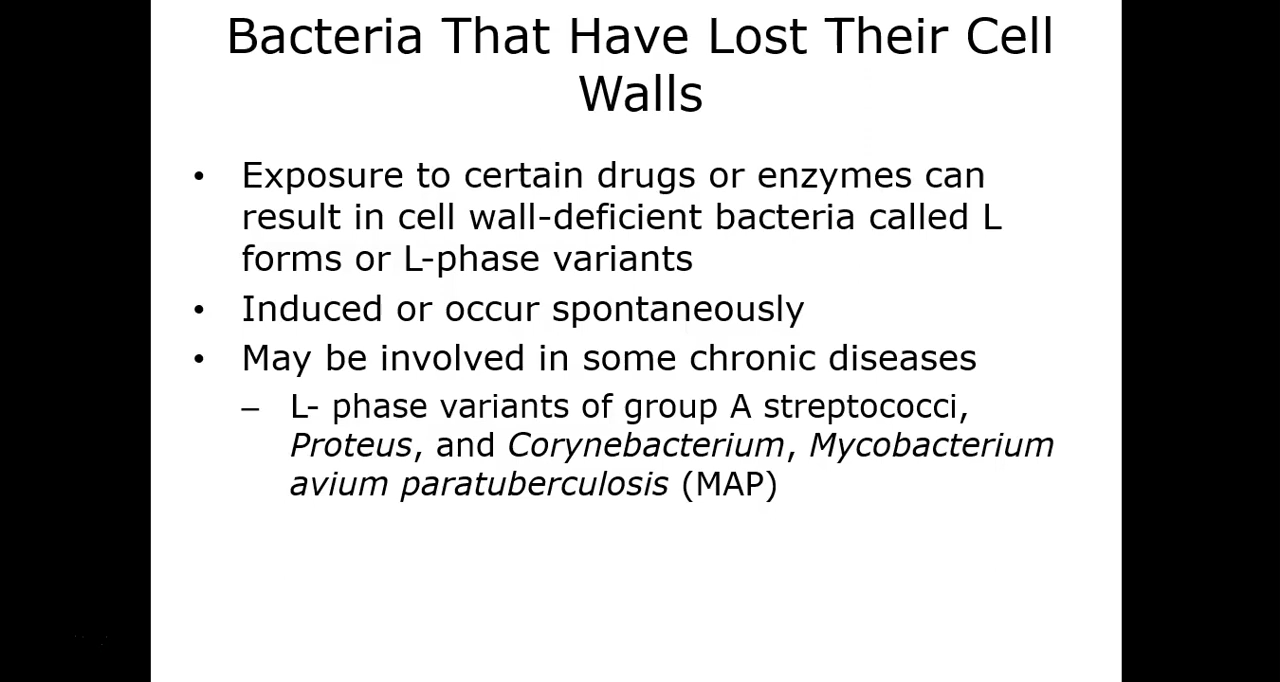 Bacteria That Have Lost Their Cell
Walls
• Exposure to certain drugs or enzymes can
result in cell wall-deficient bacteria called L
forms or L-phase variants
• Induced or occur spontaneously
• May be involved in some chronic diseases
– L- phase variants of group A streptococci,
Proteus, and Corynebacterium, Mycobacterium
avium paratuberculosis (MAP)